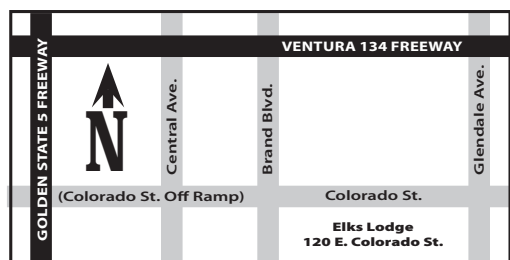 VENTURA 134 FREEWAY
GOLDEN STATE 5 FREEWAY
N
Central Ave.
Brand Blvd.
Glendale Ave.
(Colorado St. Off Ramp)
Colorado St.
Elks Lodge
120 E. Colorado St.